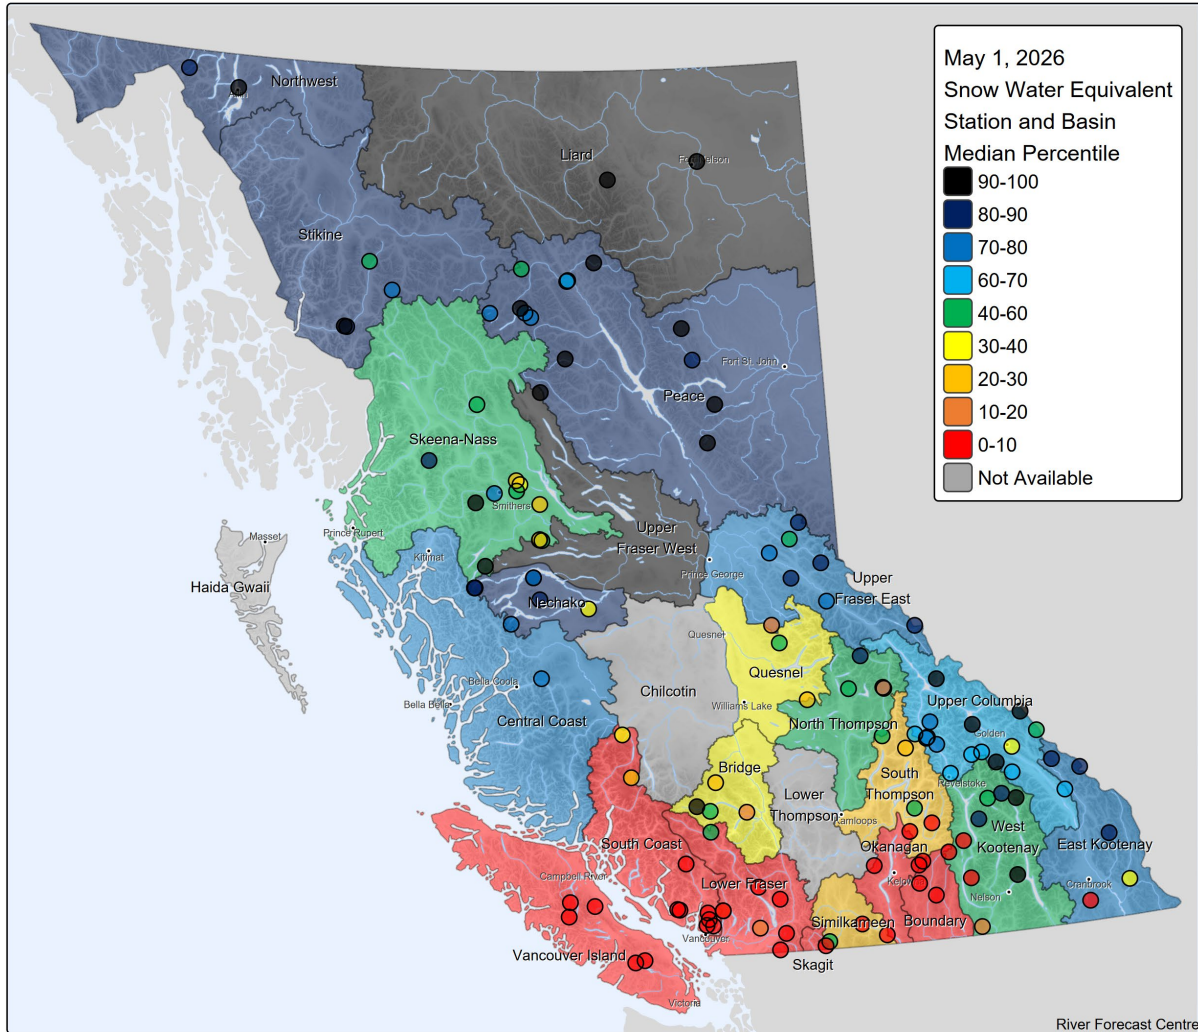 May 1, 2026
Snow Water Equivalent
Station and Basin
Median Percentile
90-100
80-90
70-80
60-70
40-60
30-40
20-30
10-20
0-10
Not Available
Northwest
Atlin
Liard
Fort Nelson
Stikine
Fort St. John
Peace
Skeena-Nass
Smithers
Upper
Fraser West
Prince Rupert
Masset
Kitimat
Prince George
Haida Gwaii
Nechako
Upper
Fraser East
Quesnel
Quesnel
Chilcotin
Bella Coola
Bella Bella
Williams Lake
Central Coast
North Thompson
Upper Columbia
Golden
Bridge
South
Thompson
Revelstoke
Lower
Thompson
Kamloops
West
Kootenay
South Coast
Okanagan
East Kootenay
Campbell River
Lower Fraser
Kelow
Cranbrook
Nelson
Similkameen
Boundary
Vancouver
Vancouver Island
Skagit
Victoria
River Forecast Centre